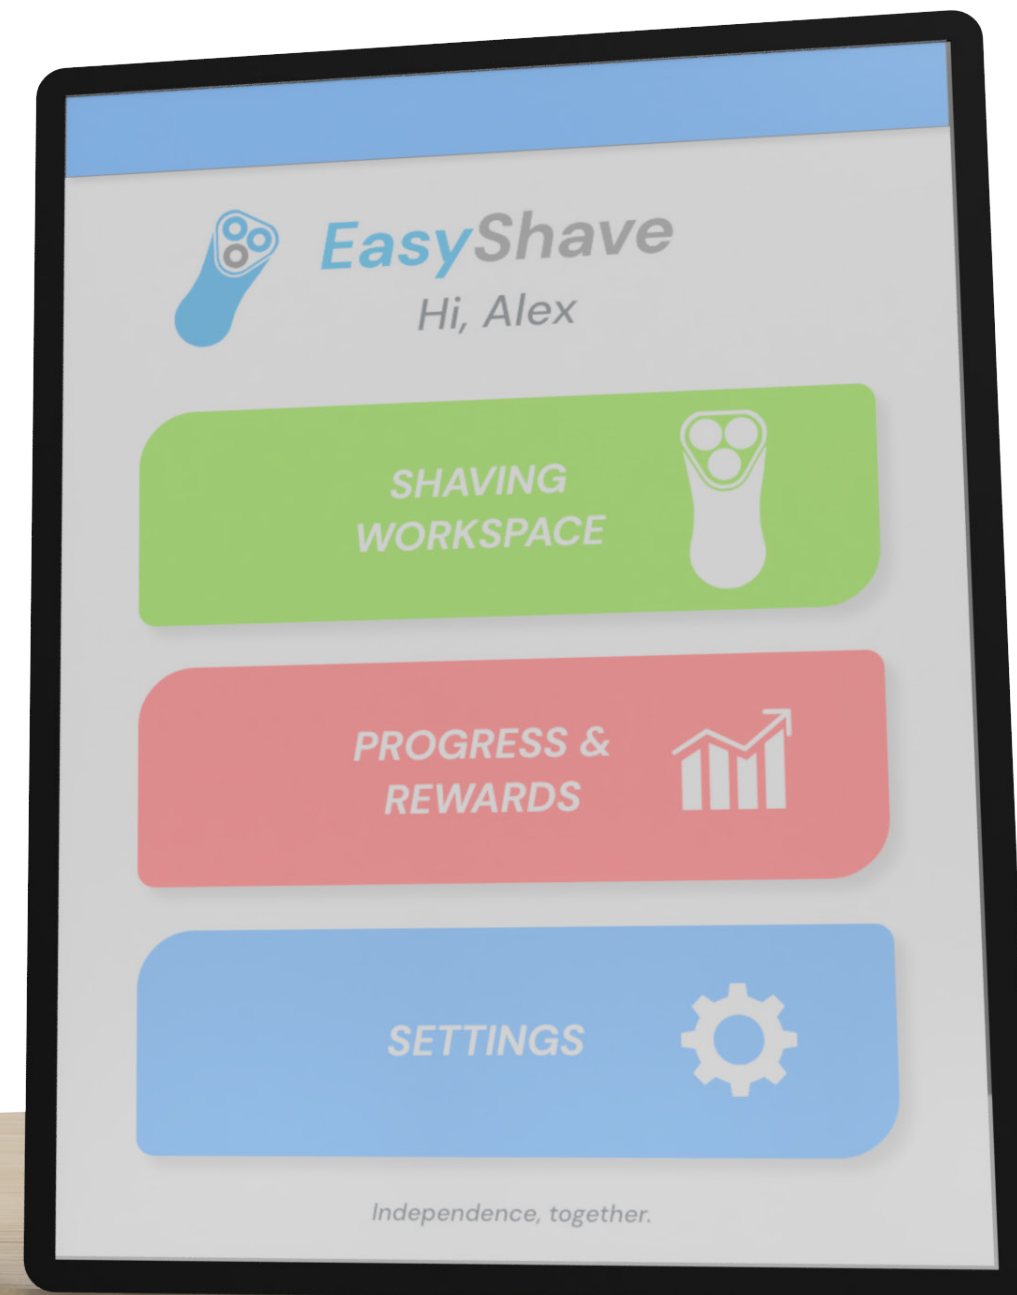 EasyShave
Hi, Alex
SHAVING
WORKSPACE
PROGRESS &
REWARDS
SETTINGS
Independence, together.